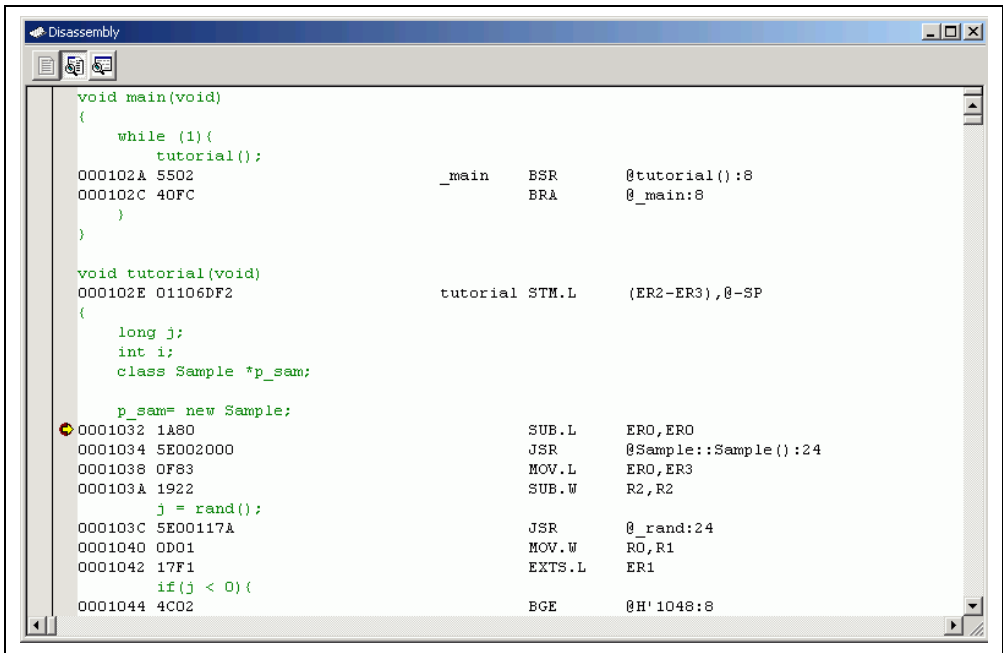 Disassembly
void main(void)
{
    while (1){
        tutorial();
000102A 5502 _main BSR @tutorial():8
000102C 40FC BRA @_main:8
    }
}
void tutorial(void)
000102E 01106DF2 tutorial STM.L (ER2-ER3),@-SP
{
    long j;
    int i;
    class Sample *p_sam;
    p_sam= new Sample;
0001032 1A80 SUB.L ER0,ER0
0001034 5E002000 JSR @Sample::Sample():24
0001038 0F83 MOV.L ER0,ER3
000103A 1922 SUB.W R2,R2
        j = rand();
000103C 5E00117A JSR @_rand:24
0001040 0D01 MOV.W R0,R1
0001042 17F1 EXTS.L ER1
        if(j < 0){
0001044 4C02 BGE @H'1048:8